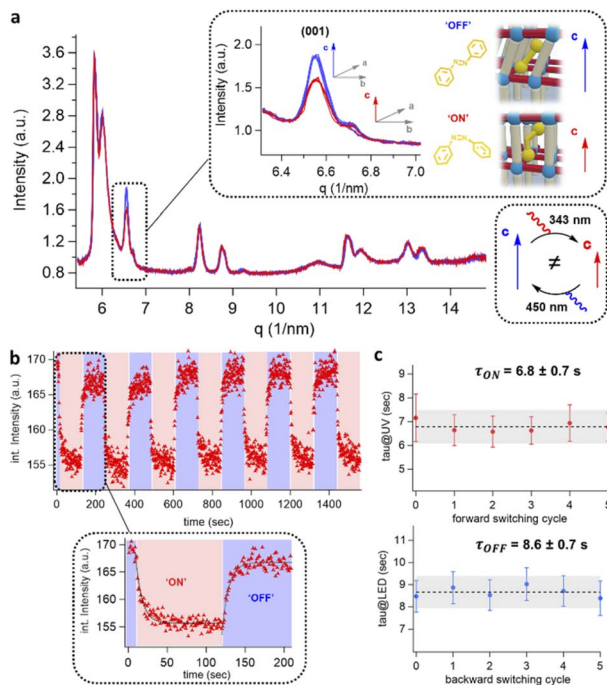 a
3.6
3.2
2.8
2.4
2.0
1.6
1.2
0.8
Intensity (a.u.)
6 7 8 9 10 11 12 13 14
q (1/nm)
(001)
2.0
1.5
1.0
Intensity (a.u.)
c
a
b
c
a
b
6.4 6.6 6.8 7.0
q (1/nm)
'OFF'
N
N
c
'ON'
N=N
c
343 nm
c
≠
c
450 nm
b
170
165
160
155
int. Intensity (a.u.)
0 200 400 600 800 1000 1200 1400
time (sec)
170
165
160
155
int. Intensity (a.u.)
'ON'
'OFF'
0 50 100 150 200
time (sec)
c
τON = 6.8 ± 0.7 s
9
8
7
6
5
tau@UV (sec)
0 1 2 3 4 5
forward switching cycle
τOFF = 8.6 ± 0.7 s
11
10
9
8
7
6
tau@LED (sec)
0 1 2 3 4 5
backward switching cycle